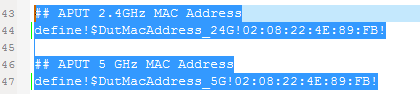 43 ## APUT 2.4GHz MAC Address
44 define!$DutMacAddress_24G!02:08:22:4E:89:FB!
45
46 ## APUT 5 GHz MAC Address
47 define!$DutMacAddress_5G!02:08:22:4E:89:FB!